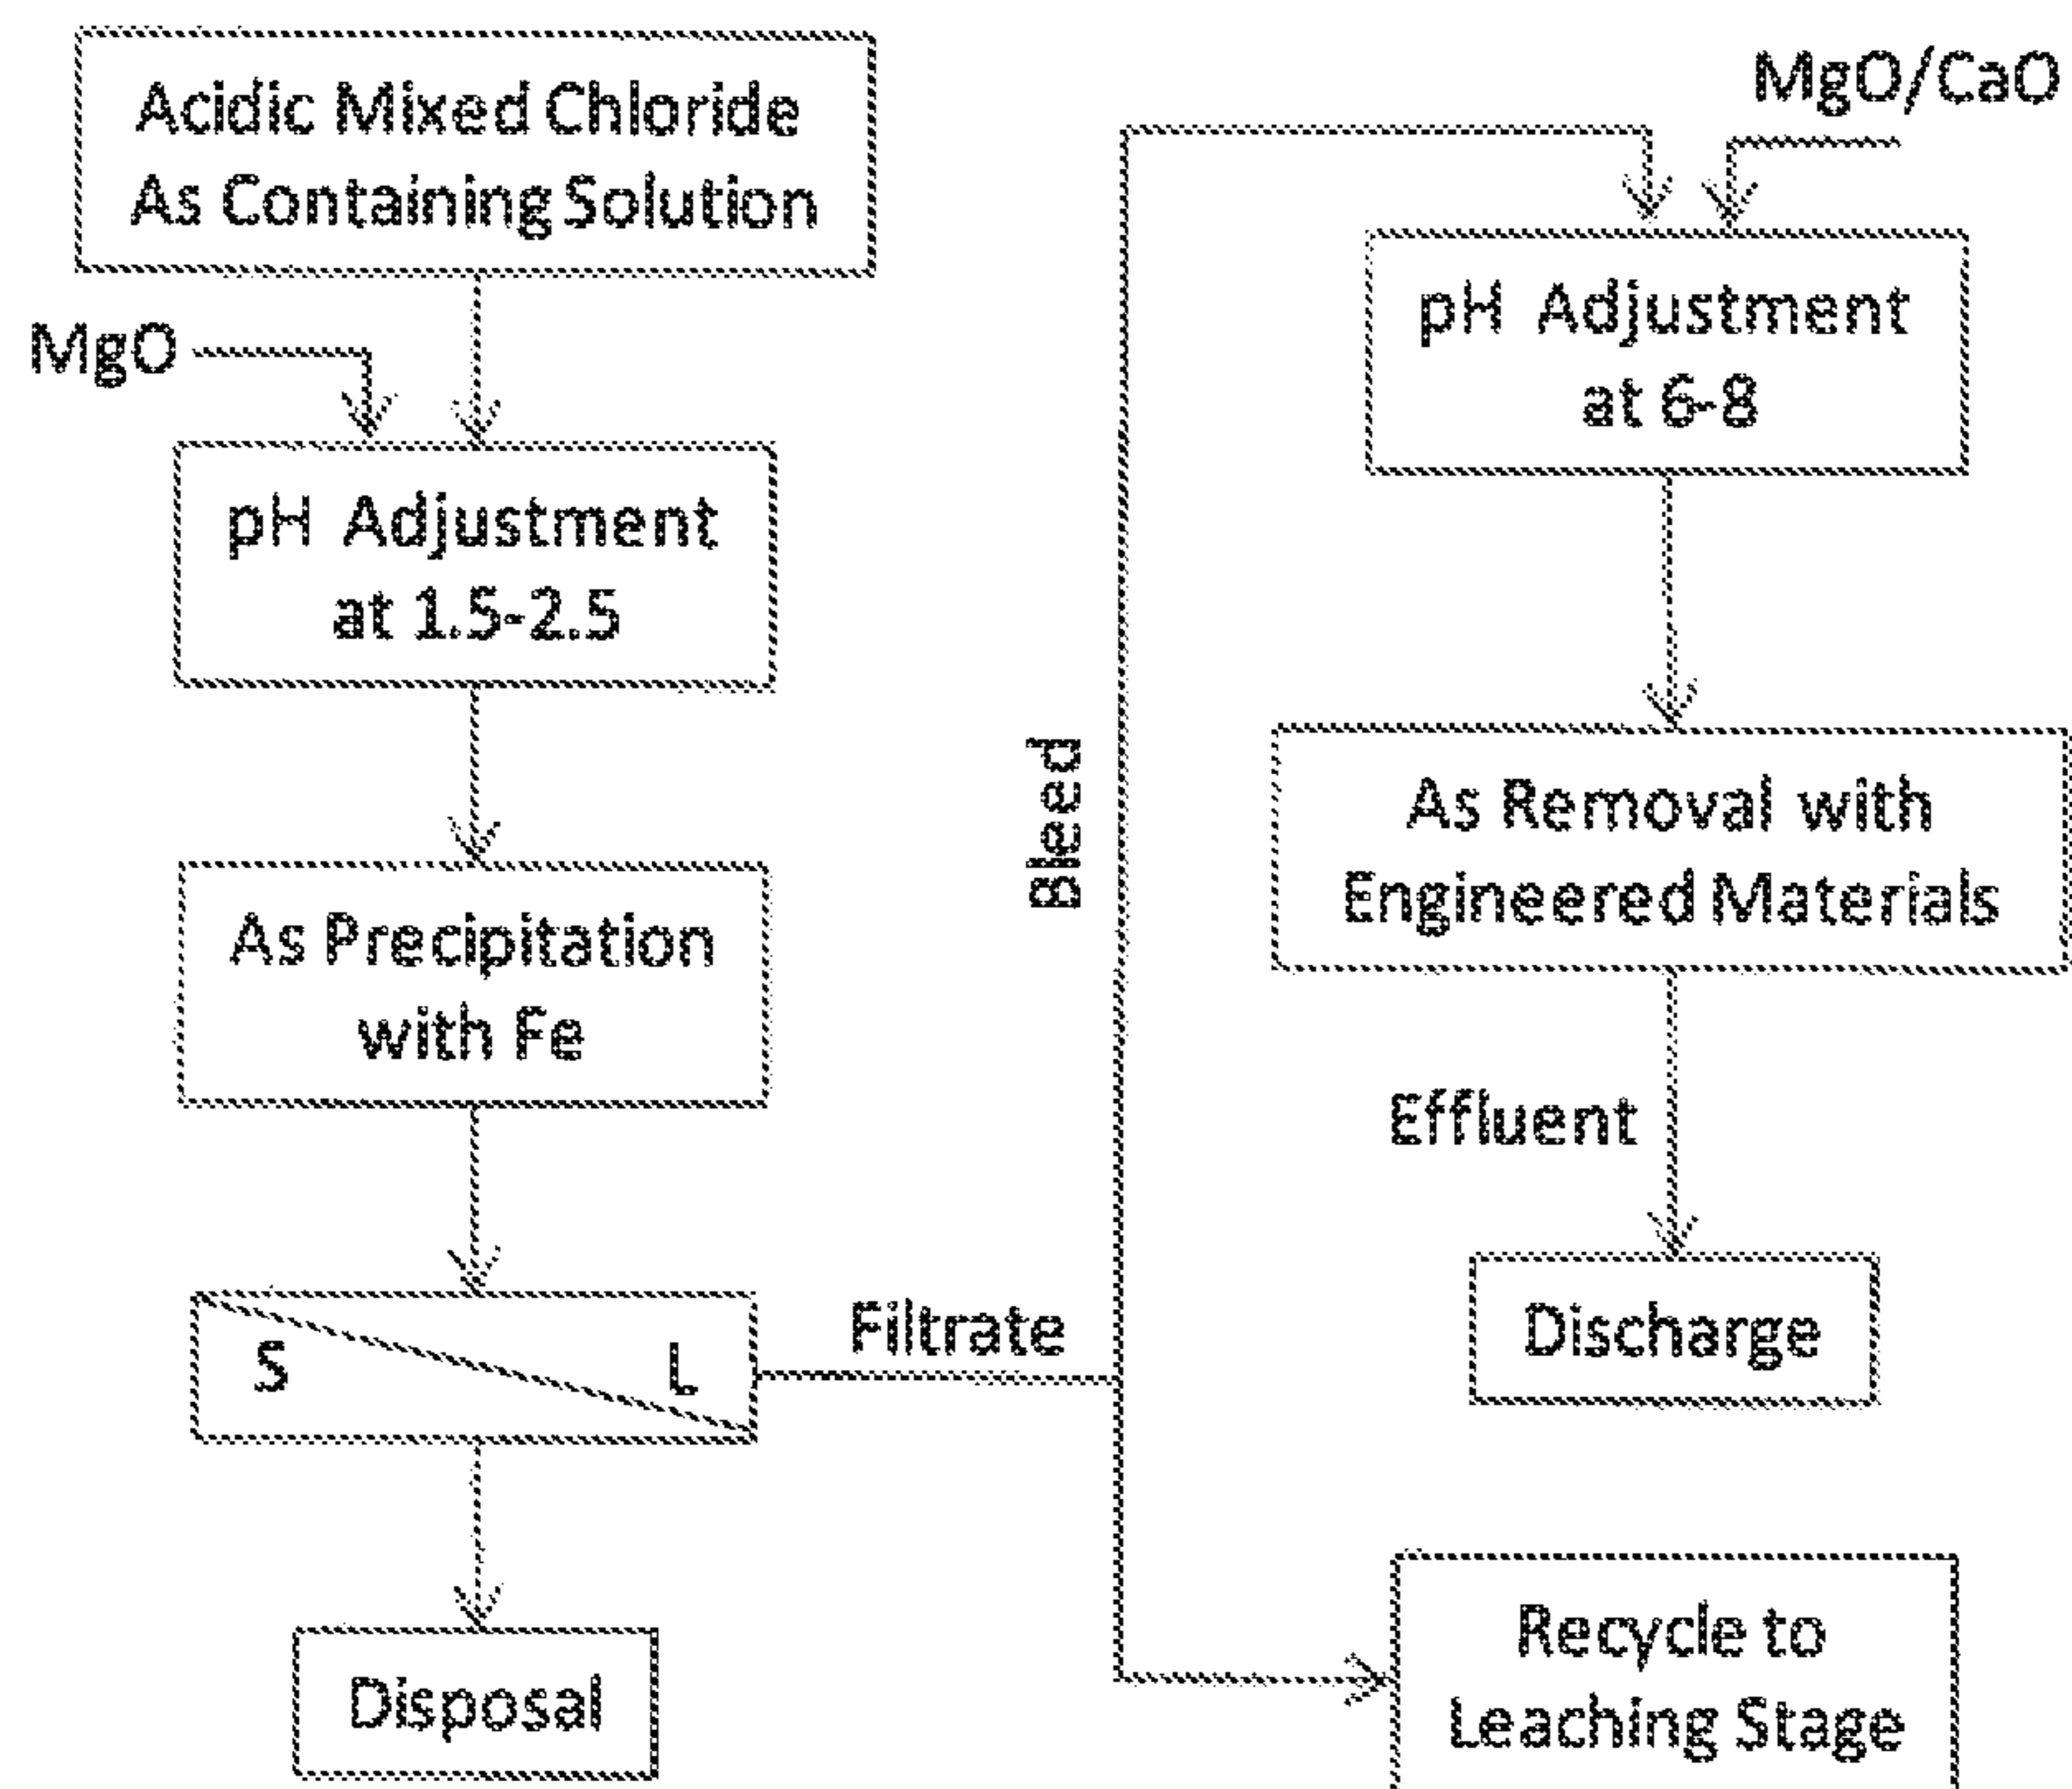 Acidic Mixed Chloride
As Containing Solution
MgO
pH Adjustment
at 1.5-2.5
As Precipitation
with Fe
S L
Filtrate
Disposal
Bleed
MgO/CaO
pH Adjustment
at 6-8
As Removal with
Engineered Materials
Effluent
Discharge
Recycle to
Leaching Stage